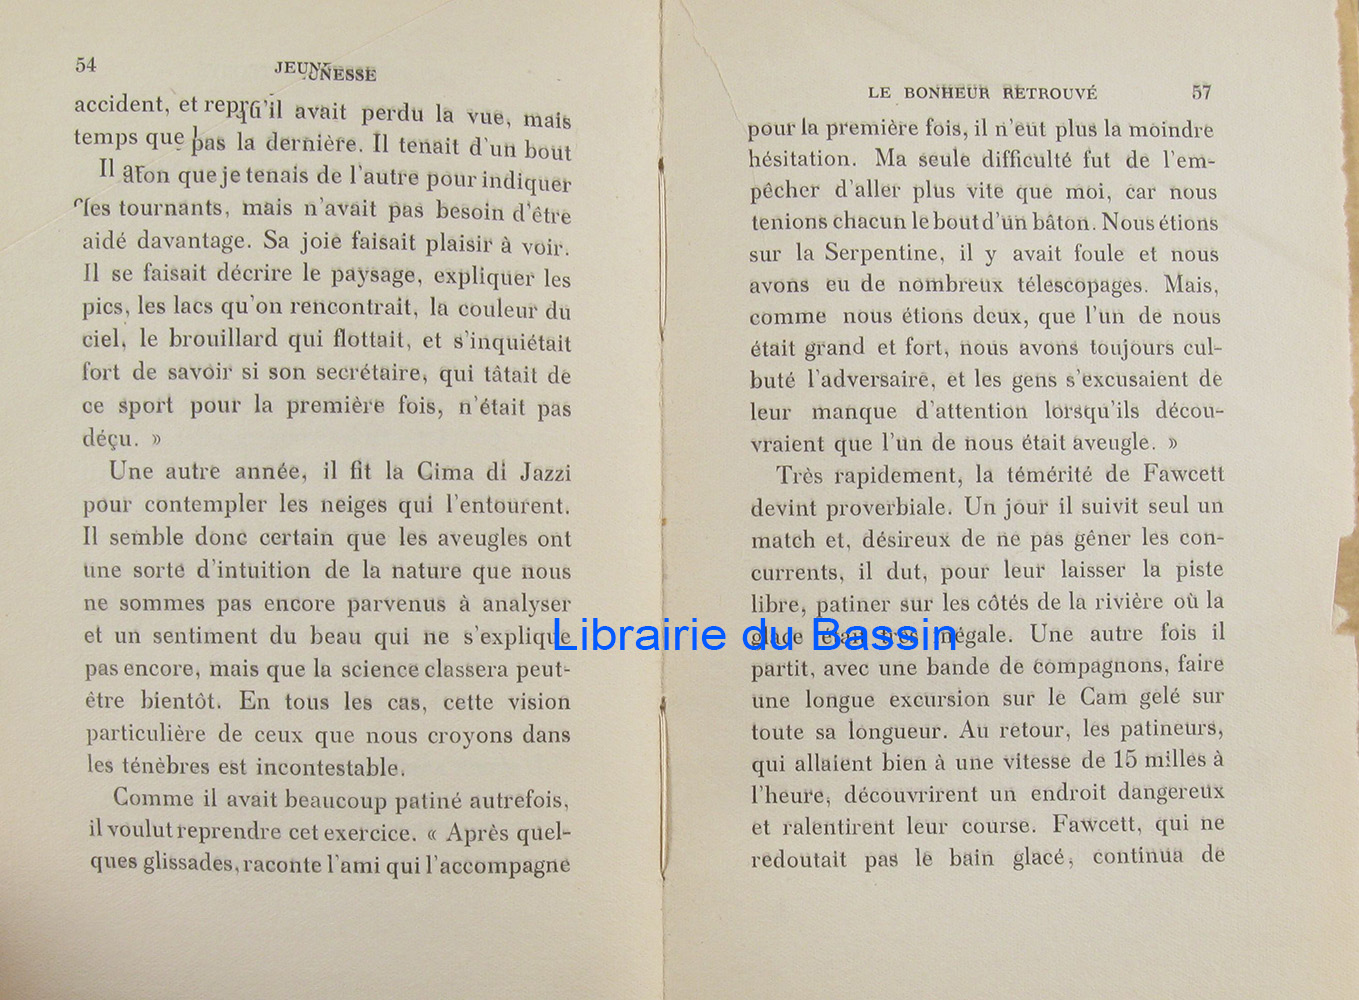 54 JEUNESSE
accident, et repr qu'il avait perdu la vue, mais
temps que pas la dernière. Il tenait d'un bout
Il que je tenais de l'autre pour indiquer
les tournants, mais n'avait pas besoin d'être
aidé davantage. Sa joie faisait plaisir à voir.
Il se faisait décrire le paysage, expliquer les
pics, les lacs qu'on rencontrait, la couleur du
ciel, le brouillard qui flottait, et s'inquiétait
fort de savoir si son secrétaire, qui tâtait de
ce sport pour la première fois, n'était pas
déçu. »
Une autre année, il fit la Cima di Jazzi
pour contempler les neiges qui l'entourent.
Il semble donc certain que les aveugles ont
une sorte d'intuition de la nature que nous
ne sommes pas encore parvenus à analyser
et un sentiment du beau qui ne s'explique
pas encore, mais que la science classera peut-
être bientôt. En tous les cas, cette vision
particulière de ceux que nous croyons dans
les ténèbres est incontestable.
Comme il avait beaucoup patiné autrefois,
il voulut reprendre cet exercice. « Après quel-
ques glissades, raconte l'ami qui l'accompagne
LE BONHEUR RETROUVÉ 57
pour la première fois, il n'eut plus la moindre
hésitation. Ma seule difficulté fut de l'em-
pêcher d'aller plus vite que moi, car nous
tenions chacun le bout d'un bâton. Nous étions
sur la Serpentine, il y avait foule et nous
avons eu de nombreux télescopages. Mais,
comme nous étions deux, que l'un de nous
était grand et fort, nous avons toujours cul-
buté l'adversaire, et les gens s'excusaient de
leur manque d'attention lorsqu'ils décou-
vraient que l'un de nous était aveugle. »
Très rapidement, la témérité de Fawcett
devint proverbiale. Un jour il suivit seul un
match et, désireux de ne pas gêner les con-
currents, il dut, pour leur laisser la piste
libre, patiner sur les côtés de la rivière où la
glace était très inégale. Une autre fois il
partit, avec une bande de compagnons, faire
une longue excursion sur le Cam gelé sur
toute sa longueur. Au retour, les patineurs,
qui allaient bien à une vitesse de 15 milles à
l'heure, découvrirent un endroit dangereux
et ralentirent leur course. Fawcett, qui ne
redoutait pas le bain glacé, continua de
Librairie du Bassin